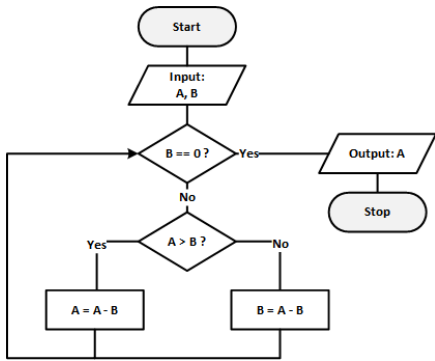 Start
Input:
A, B
B == 0 ?
Yes
Output: A
No
Stop
A > B ?
Yes
No
A = A - B
B = A - B